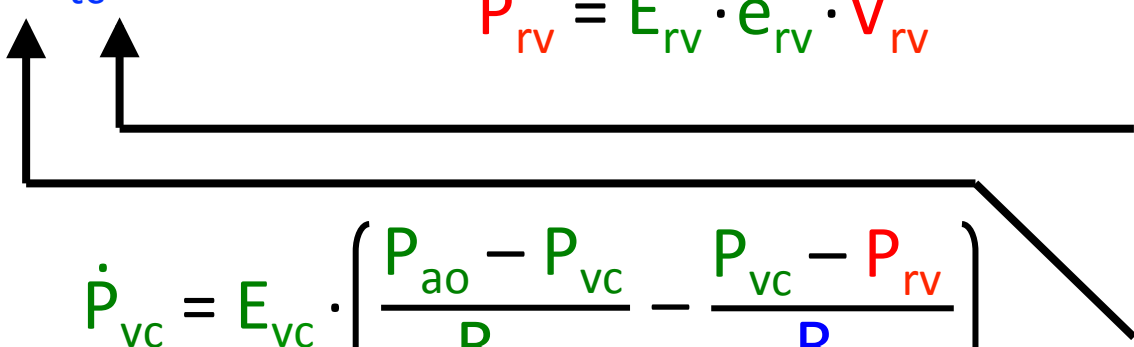 P_rv = E_rv · e_rv · V_rv
Ṗ_vc = E_vc · ( (P_ao − P_vc) / R − (P_vc − P_rv) / R )